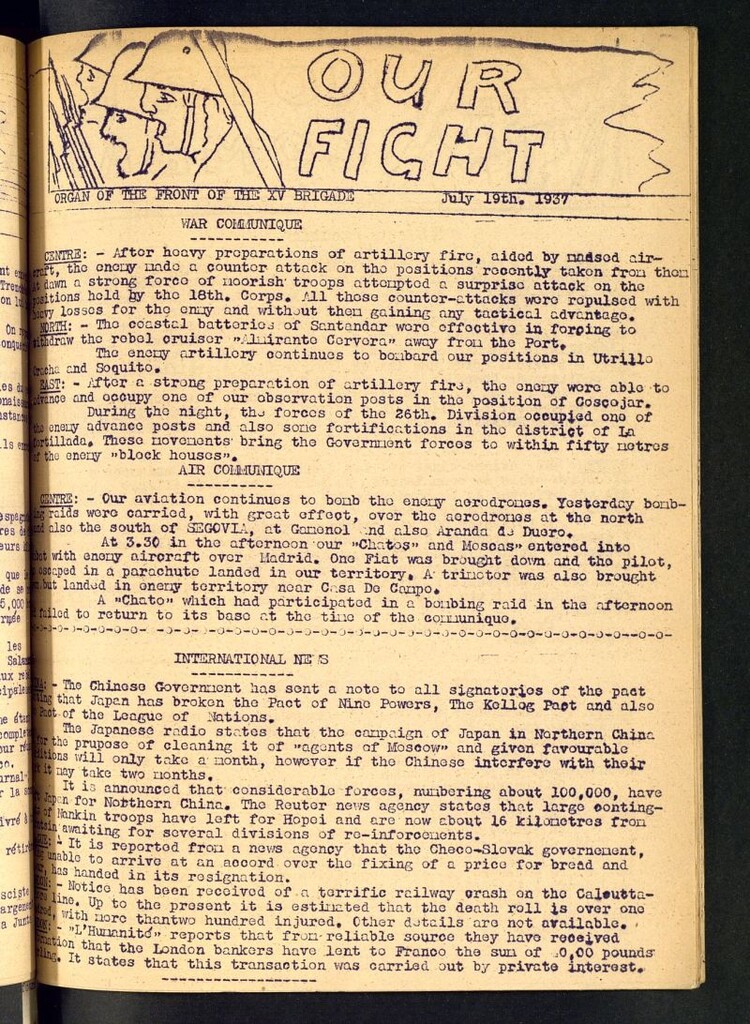 OUR
FIGHT
ORGAN OF THE FRONT OF THE XV BRIGADE July 19th. 1937
WAR COMMUNIQUE
CENTRE: - After heavy preparations of artillery fire, aided by massed air-
craft, the enemy made a counter attack on the positions recently taken from them
At dawn a strong force of moorish troops attempted a surprise attack on the
positions held by the 18th. Corps. All these counter-attacks were repulsed with
heavy losses for the enmy and without them gaining any tactical advantage.
NORTH: - The coastal batteries of Santandar were effective in forcing to
withdraw the rebel cruiser "Almirante Cervera" away from the Port.
The enemy artillery continues to bombard our positions in Utrillo
and Soquito.
EAST: - After a strong preparation of artillery fire, the enemy were able to
advance and occupy one of our observation posts in the position of Coscojar.
During the night, the forces of the 26th. Division occupied one of
the enemy advance posts and also some fortifications in the district of La
Cortillada. These movements bring the Government forces to within fifty metres
of the enemy "block houses".
AIR COMMUNIQUE
CENTRE: - Our aviation continues to bomb the enemy aerodromes. Yesterday bomb-
ing raids were carried, with great effect, over the aerodromes at the north
and also the south of SEGOVIA, at Gamenol and also Aranda de Duero.
At 3.30 in the afternoon our "Chatos" and Moscas" entered into
with enemy aircraft over Madrid. One Fiat was brought down and the pilot,
escaped in a parachute landed in our territory. A trimotor was also brought
but landed in enemy territory near Casa De Campo.
A "Chato" which had participated in a bombing raid in the afternoon
failed to return to its base at the time of the communique.
INTERNATIONAL NEWS
- The Chinese Government has sent a note to all signatories of the pact
that Japan has broken the Pact of Nine Powers, The Kellog Pact and also
Pact of the League of Nations.
The Japanese radio states that the campaign of Japan in Northern China
for the prupose of cleaning it of "agents of Moscow" and given favourable
will only take a month, however if the Chinese interfere with their
it may take two months.
It is announced that considerable forces, numbering about 100,000, have
Japan for Northern China. The Reuter news agency states that large conting-
of Nankin troops have left for Hopei and are now about 16 kilometres from
awaiting for several divisions of re-inforcements.
- It is reported from a news agency that the Checo-Slovak governement,
unable to arrive at an accord over the fixing of a price for bread and
has handed in its resignation.
- Notice has been received of a terrific railway crash on the Calcutta-
line. Up to the present it is estimated that the death roll is over one
with more thantwo hundred injured. Other details are not available.
- "L'Humanité" reports that from reliable source they have received
that the London bankers have lent to Franco the sum of pounds
It states that this transaction was carried out by private interest.